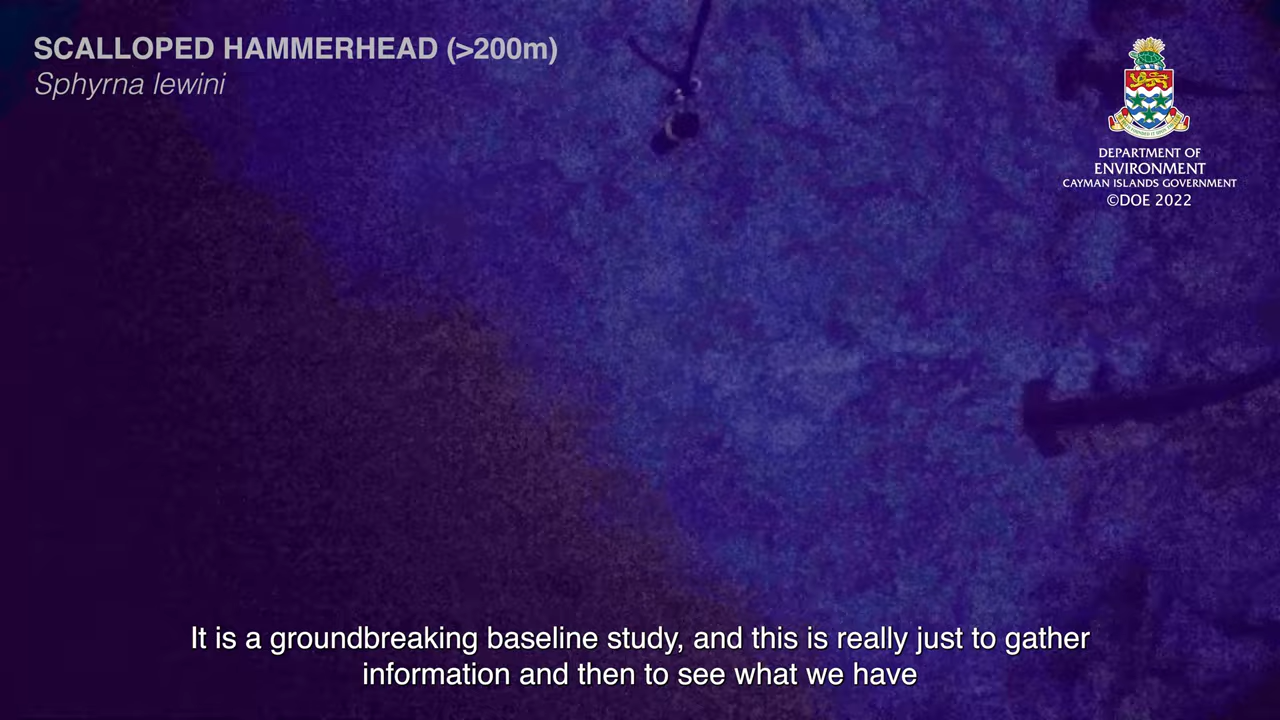 SCALLOPED HAMMERHEAD (>200m)
Sphyrna lewini
DEPARTMENT OF
ENVIRONMENT
CAYMAN ISLANDS GOVERNMENT
©DOE 2022
It is a groundbreaking baseline study, and this is really just to gather
information and then to see what we have